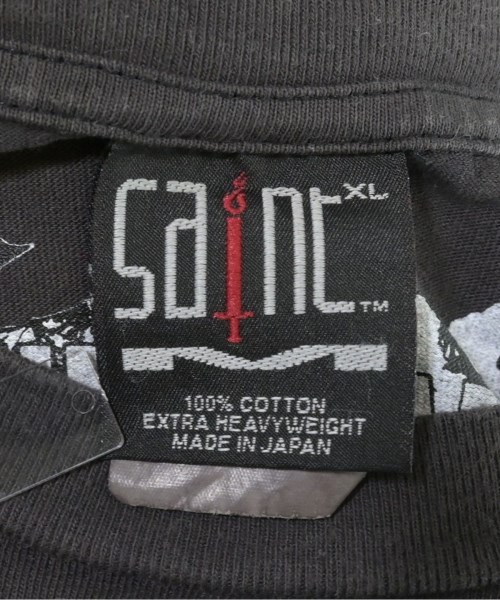 saint XL
TM
100% COTTON
EXTRA HEAVYWEIGHT
MADE IN JAPAN